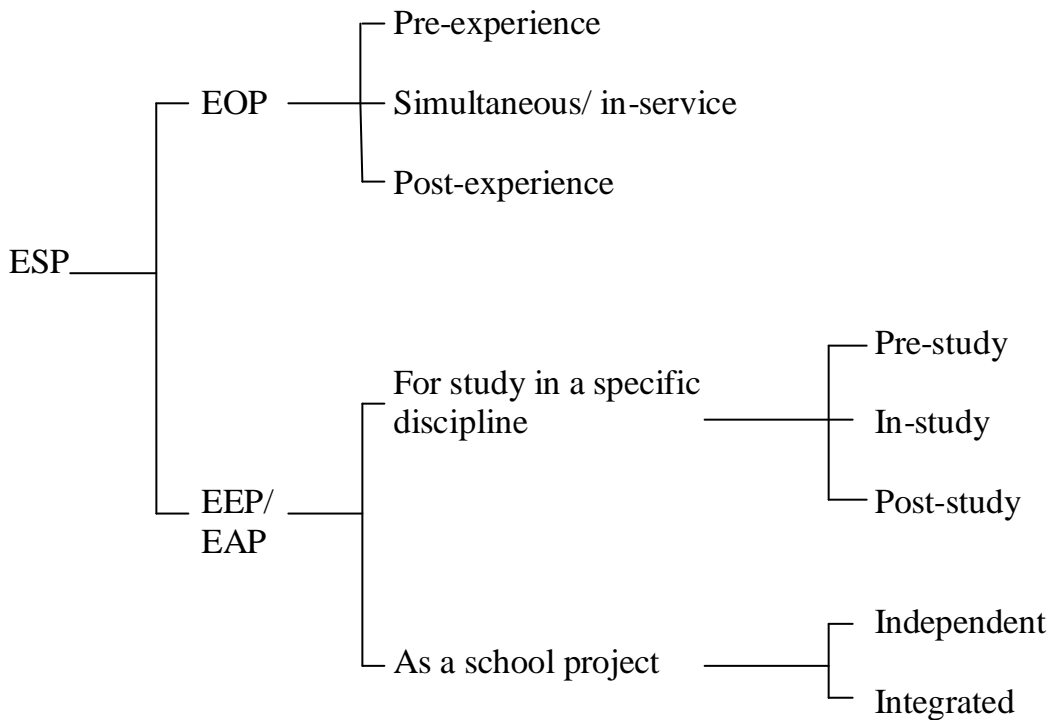 Pre-experience
EOP
Simultaneous/ in-service
Post-experience
ESP
Pre-study
For study in a specific
discipline
In-study
EEP/
EAP
Post-study
Independent
As a school project
Integrated